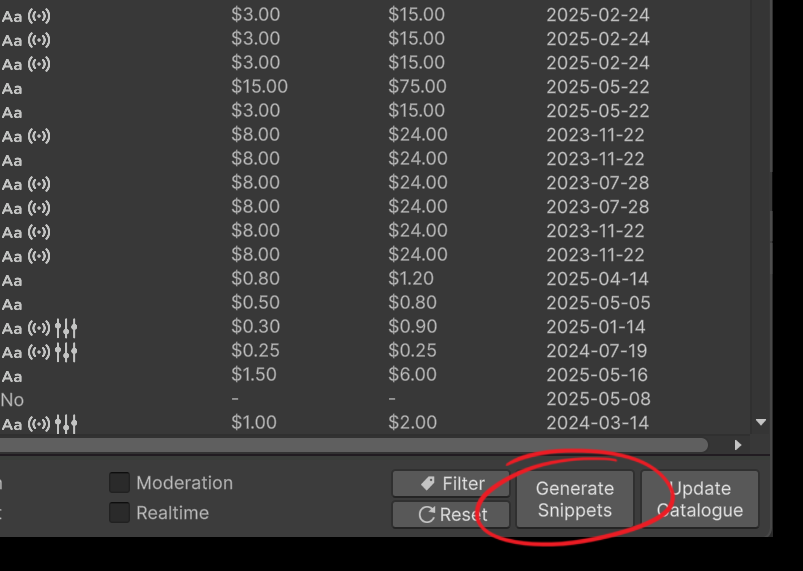 Aa $3.00 $15.00 2025-02-24
Aa $3.00 $15.00 2025-02-24
Aa $3.00 $15.00 2025-02-24
Aa $15.00 $75.00 2025-05-22
Aa $3.00 $15.00 2025-05-22
Aa $8.00 $24.00 2023-11-22
Aa $8.00 $24.00 2023-11-22
Aa $8.00 $24.00 2023-07-28
Aa $8.00 $24.00 2023-07-28
Aa $8.00 $24.00 2023-11-22
Aa $8.00 $24.00 2023-11-22
Aa $0.80 $1.20 2025-04-14
Aa $0.50 $0.80 2025-05-05
Aa $0.30 $0.90 2025-01-14
Aa $0.25 $0.25 2024-07-19
Aa $1.50 $6.00 2025-05-16
No - - 2025-05-08
Aa $1.00 $2.00 2024-03-14
Moderation
Realtime
Filter
Reset
Generate
Snippets
Update
Catalogue